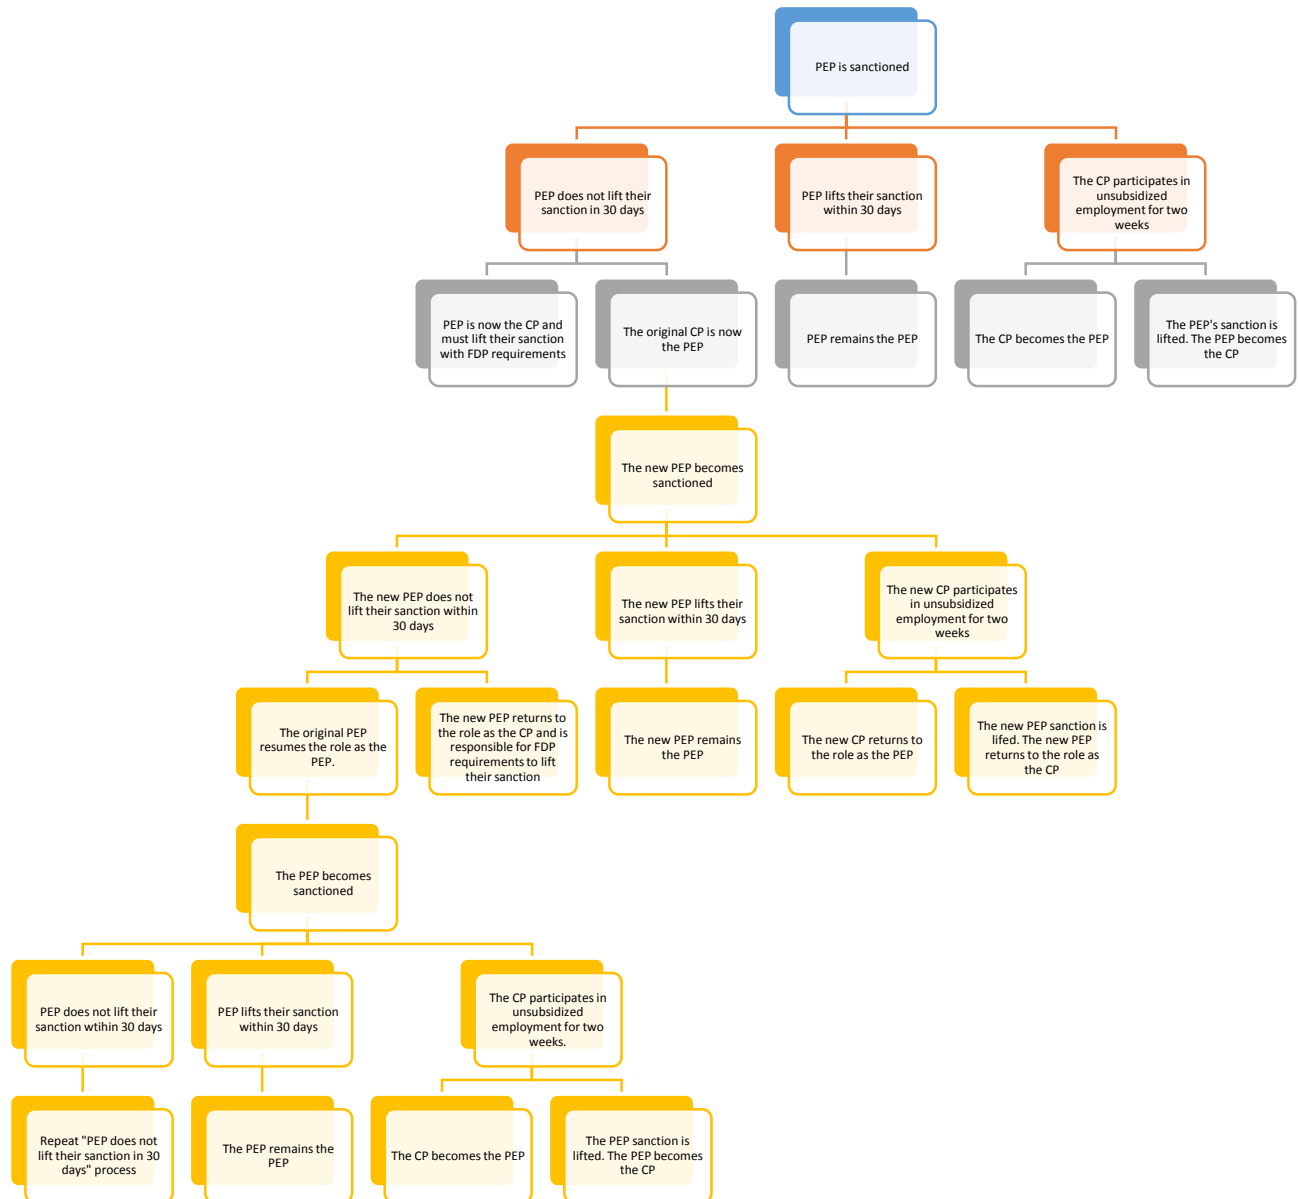 PEP is sanctioned
PEP does not lift their
sanction in 30 days
PEP lifts their sanction
within 30 days
The CP participates in
unsubsidized
employment for two
weeks
PEP is now the CP and
must lift their sanction
with FDP requirements
The original CP is now
the PEP
PEP remains the PEP
The CP becomes the PEP
The PEP's sanction is
lifted. The PEP becomes
the CP
The new PEP becomes
sanctioned
The new PEP does not
lift their sanction within
30 days
The new PEP lifts their
sanction within 30 days
The new CP participates
in unsubsidized
employment for two
weeks
The original PEP
resumes the role as the
PEP.
The new PEP returns to
the role as the CP and is
responsible for FDP
requirements to lift
their sanction
The new PEP remains
the PEP
The new CP returns to
the role as the PEP
The new PEP sanction is
lifed. The new PEP
returns to the role as
the CP
The PEP becomes
sanctioned
PEP does not lift their
sanction wtihin 30 days
PEP lifts their sanction
within 30 days
The CP participates in
unsubsidized
employment for two
weeks.
Repeat "PEP does not
lift their sanction in 30
days" process
The PEP remains the
PEP
The CP becomes the PEP
The PEP sanction is
lifted. The PEP becomes
the CP